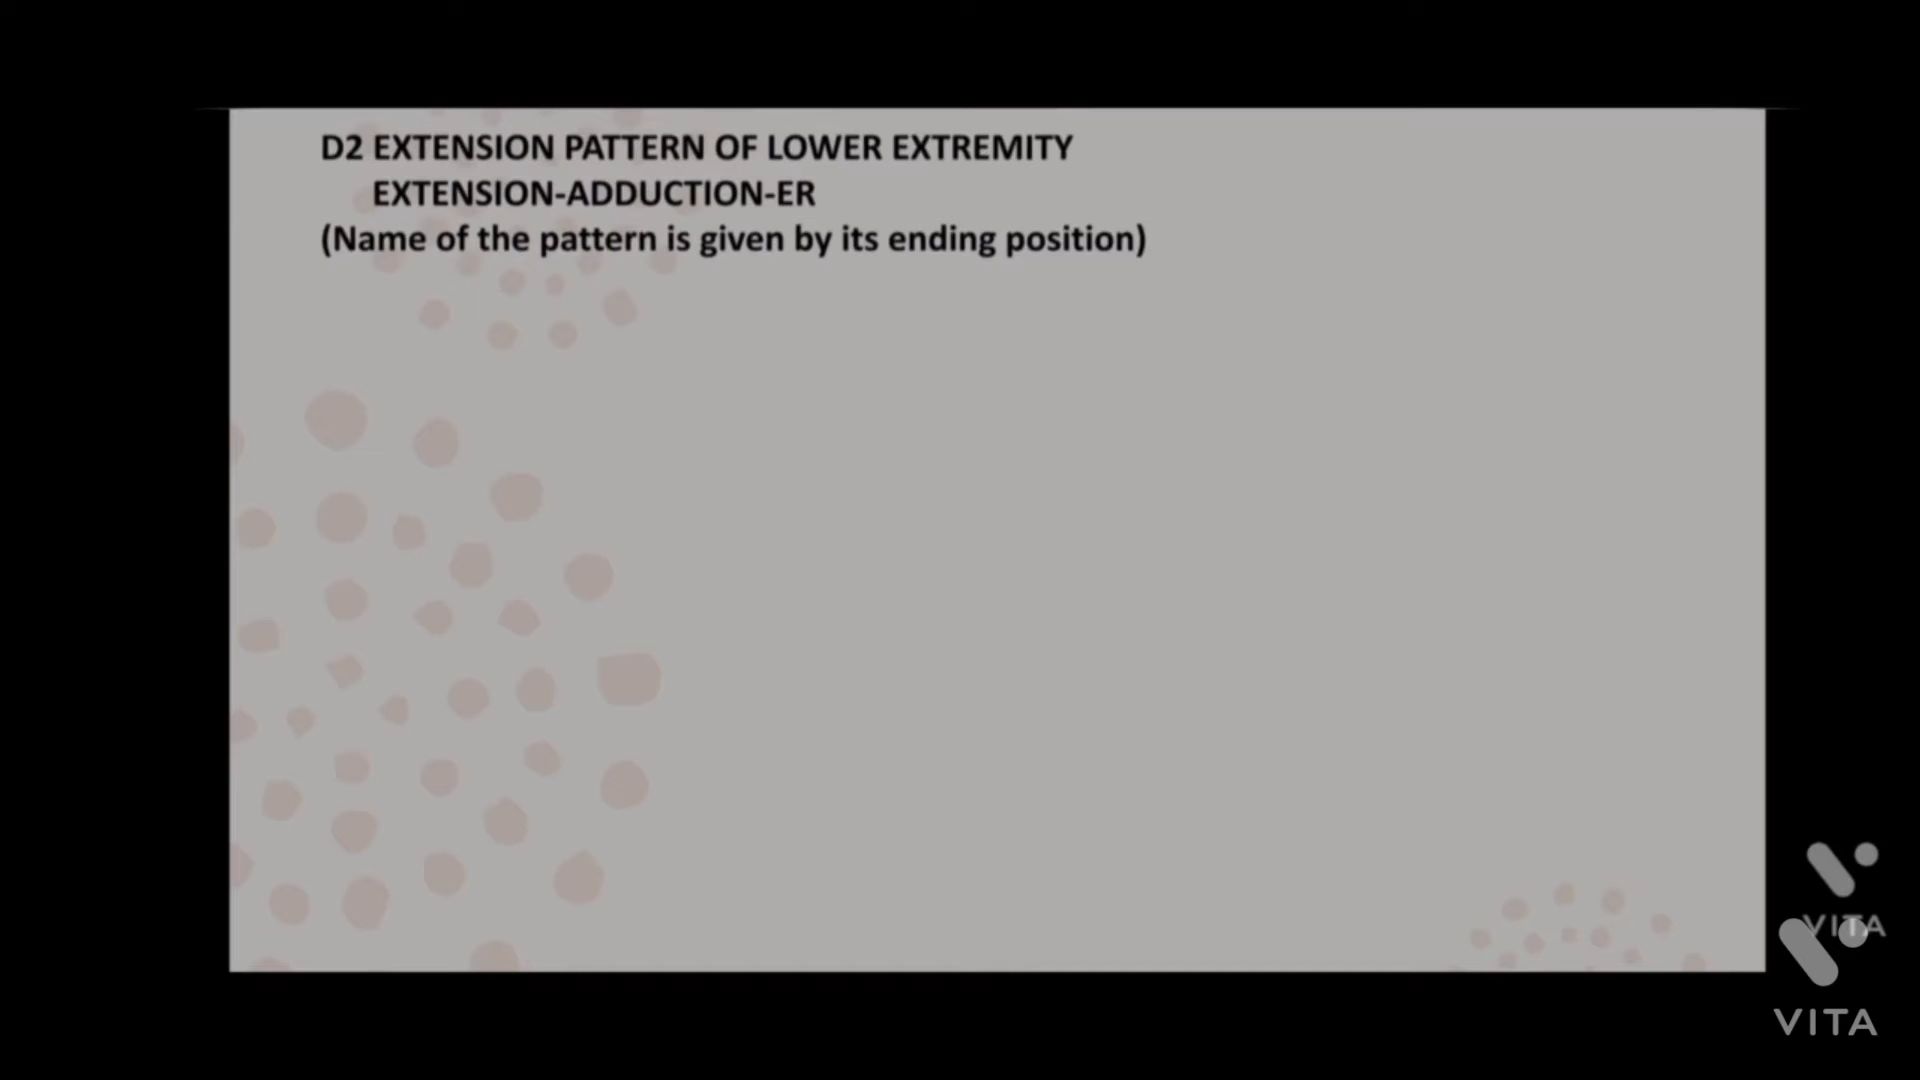 D2 EXTENSION PATTERN OF LOWER EXTREMITY
EXTENSION-ADDUCTION-ER
(Name of the pattern is given by its ending position)
VITA
VITA